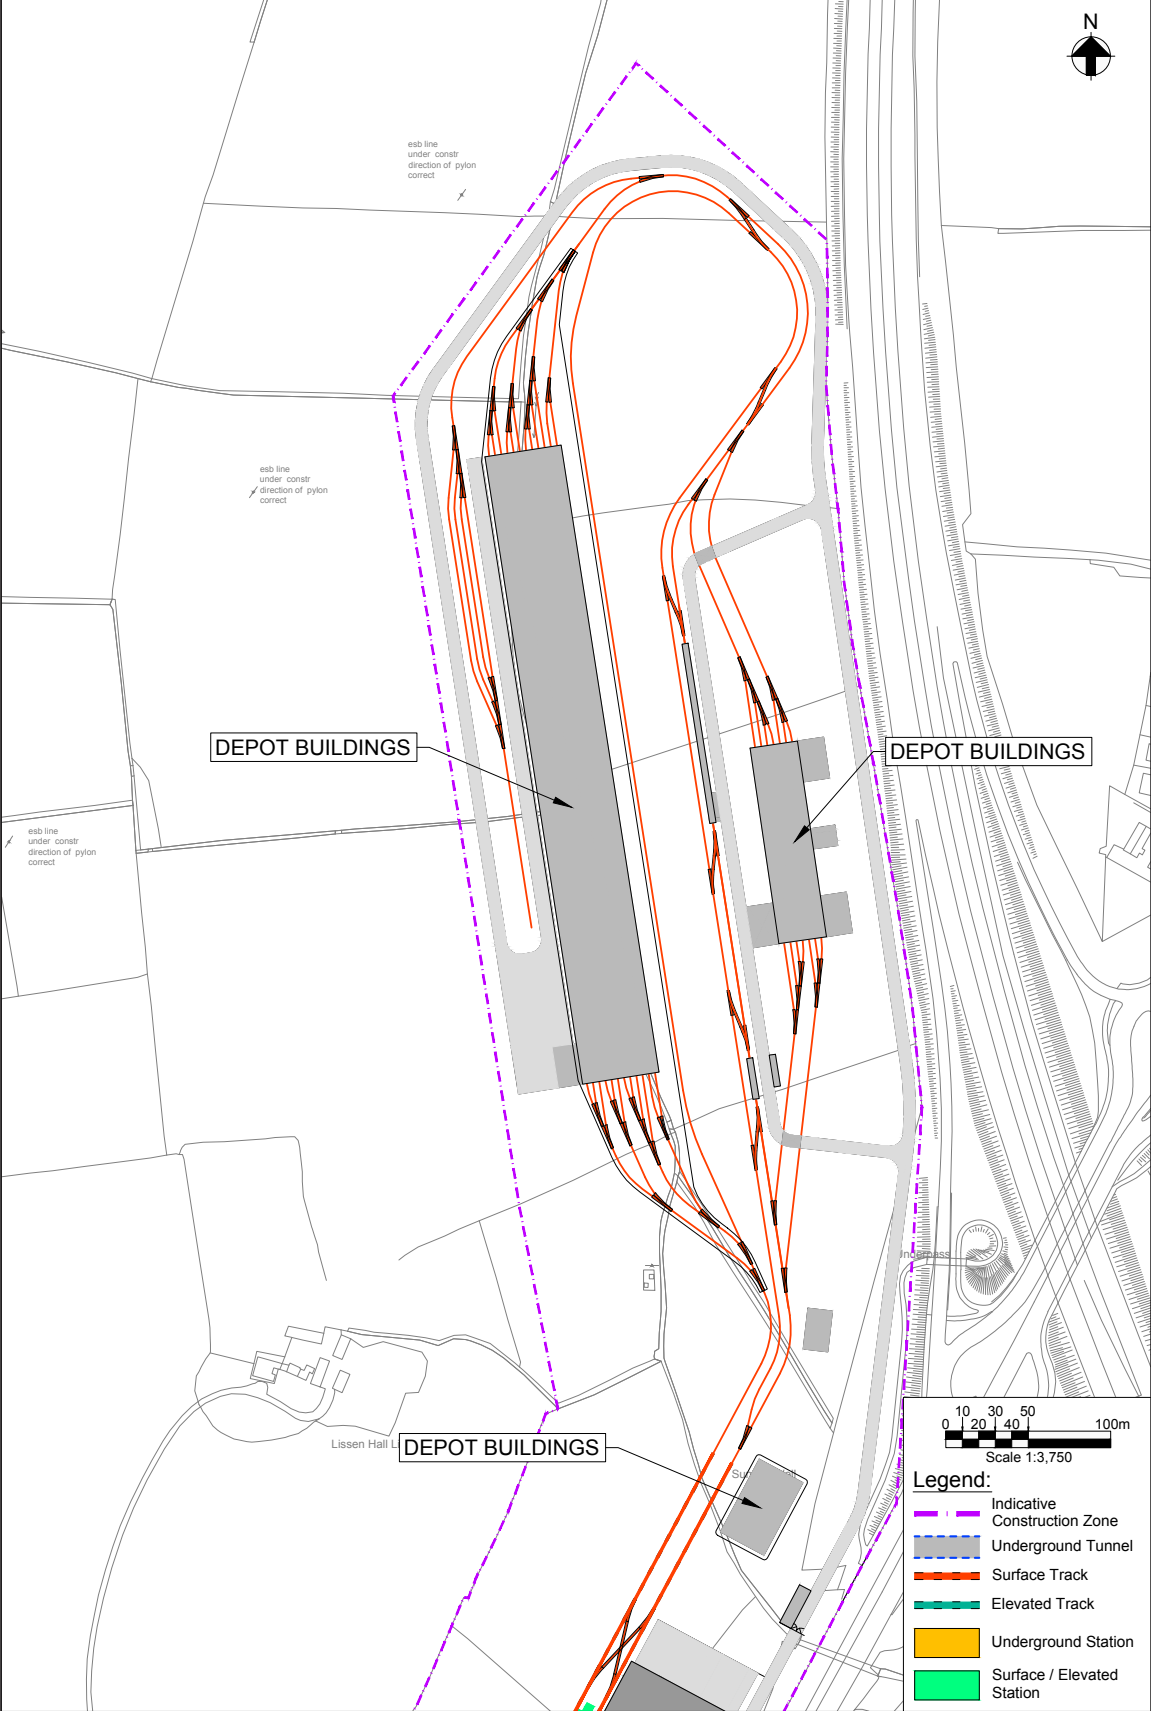 N
esb line
under constr
direction of pylon
correct
esb line
under constr
direction of pylon
correct
DEPOT BUILDINGS
DEPOT BUILDINGS
esb line
under constr
direction of pylon
correct
Underpass
Lissen Hall
DEPOT BUILDINGS
10 30 50
0 20 40 100m
Scale 1:3,750
Legend:
Indicative
Construction Zone
Underground Tunnel
Surface Track
Elevated Track
Underground Station
Surface / Elevated
Station